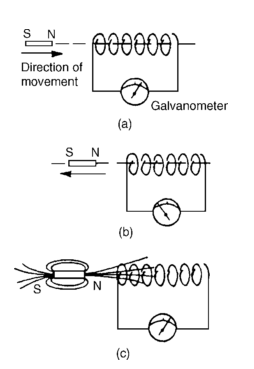 S N
Direction of
movement
Galvanometer
(a)
S N
(b)
S
N
(c)